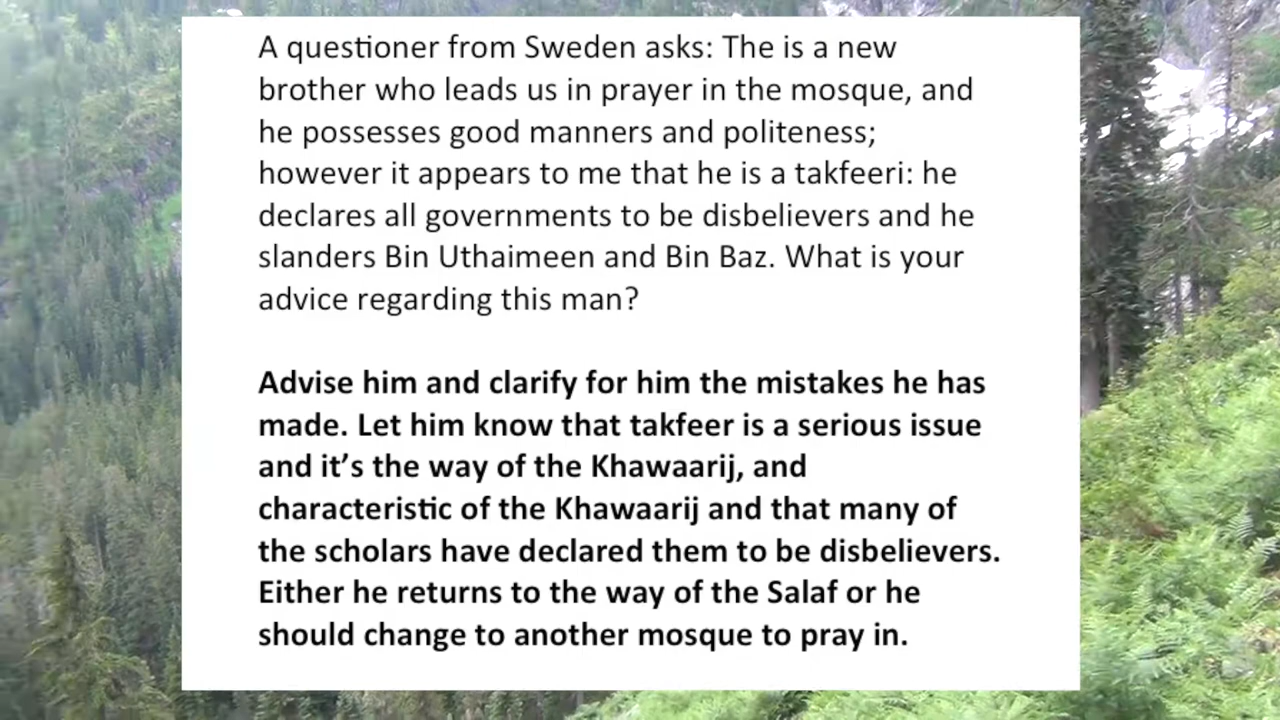 A questioner from Sweden asks: The is a new
brother who leads us in prayer in the mosque, and
he possesses good manners and politeness;
however it appears to me that he is a takfeeri: he
declares all governments to be disbelievers and he
slanders Bin Uthaimeen and Bin Baz. What is your
advice regarding this man?
Advise him and clarify for him the mistakes he has
made. Let him know that takfeer is a serious issue
and it’s the way of the Khawaarij, and
characteristic of the Khawaarij and that many of
the scholars have declared them to be disbelievers.
Either he returns to the way of the Salaf or he
should change to another mosque to pray in.